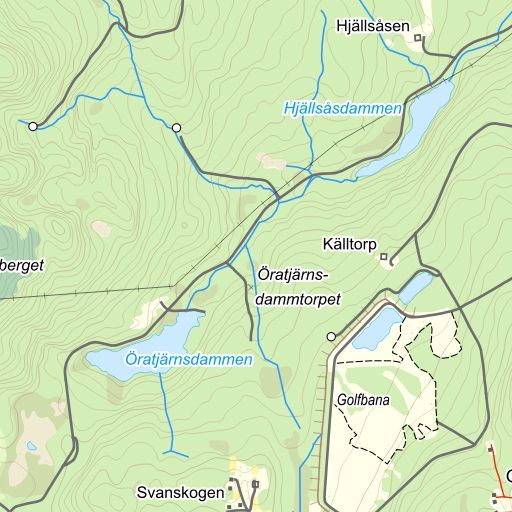 Hjällsåsen
Hjällsåsdammen
Källtorp
berget
Öratjärns-
dammtorpet
Öratjärnsdammen
Golfbana
Svanskogen